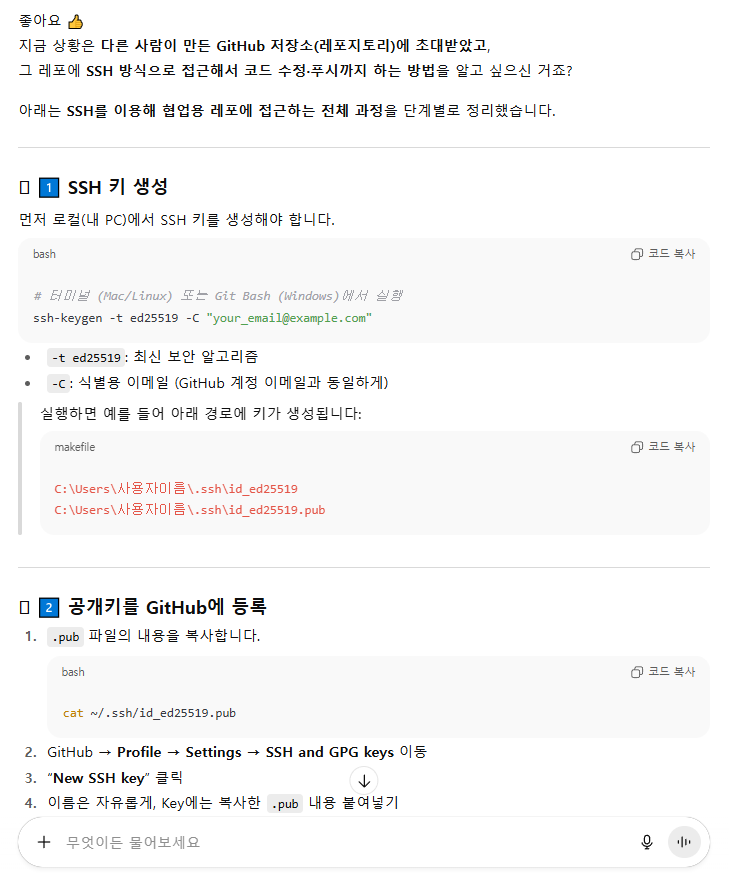 좋아요 👍
지금 상황은 다른 사람이 만든 GitHub 저장소(레포지토리)에 초대받았고,
그 레포에 SSH 방식으로 접근해서 코드 수정·푸시까지 하는 방법을 알고 싶으신 거죠?
아래는 SSH를 이용해 협업용 레포에 접근하는 전체 과정을 단계별로 정리했습니다.
1 SSH 키 생성
먼저 로컬(내 PC)에서 SSH 키를 생성해야 합니다.
bash 코드 복사
# 터미널 (Mac/Linux) 또는 Git Bash (Windows)에서 실행
ssh-keygen -t ed25519 -C "your_email@example.com"
• -t ed25519: 최신 보안 알고리즘
• -C: 식별용 이메일 (GitHub 계정 이메일과 동일하게)
실행하면 예를 들어 아래 경로에 키가 생성됩니다:
makefile 코드 복사
C:\Users\사용자이름\.ssh\id_ed25519
C:\Users\사용자이름\.ssh\id_ed25519.pub
2 공개키를 GitHub에 등록
1. .pub 파일의 내용을 복사합니다.
bash 코드 복사
cat ~/.ssh/id_ed25519.pub
2. GitHub → Profile → Settings → SSH and GPG keys 이동
3. “New SSH key” 클릭
4. 이름은 자유롭게, Key에는 복사한 .pub 내용 붙여넣기
무엇이든 물어보세요